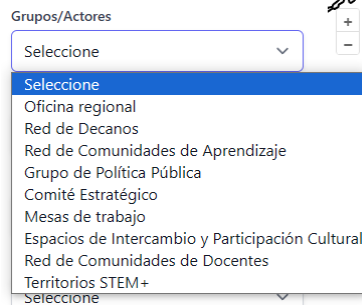 Grupos/Actores
+
Seleccione
−
Seleccione
Oficina regional
Red de Decanos
Red de Comunidades de Aprendizaje
Grupo de Política Pública
Comité Estratégico
Mesas de trabajo
Espacios de Intercambio y Participación Cultural
Red de Comunidades de Docentes
Territorios STEM+
Seleccione